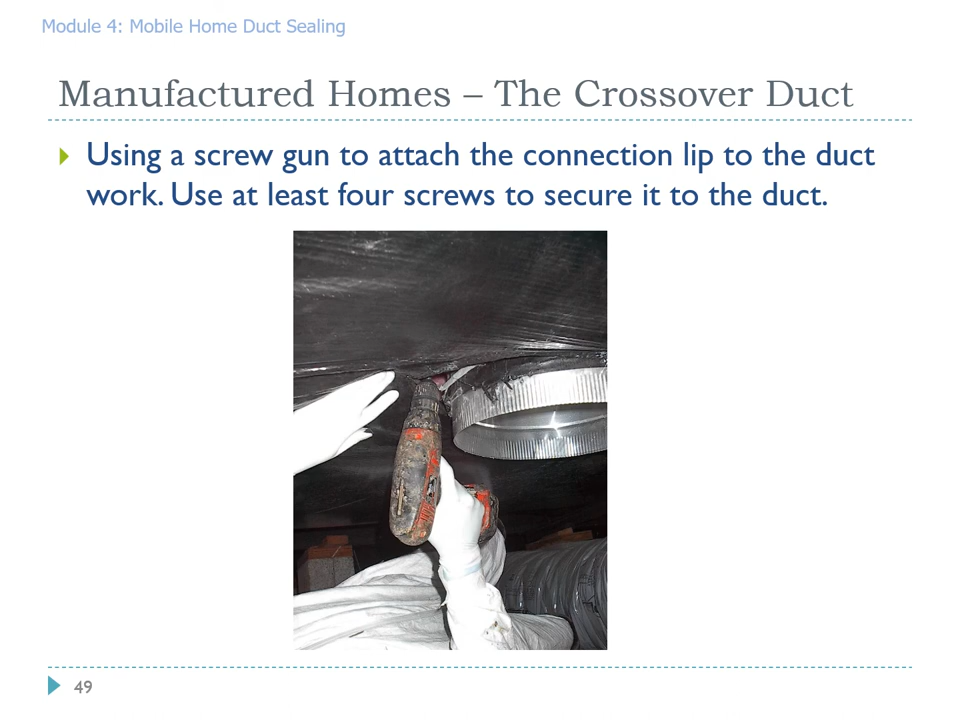 Module 4: Mobile Home Duct Sealing
Manufactured Homes – The Crossover Duct
Using a screw gun to attach the connection lip to the duct
work. Use at least four screws to secure it to the duct.
49